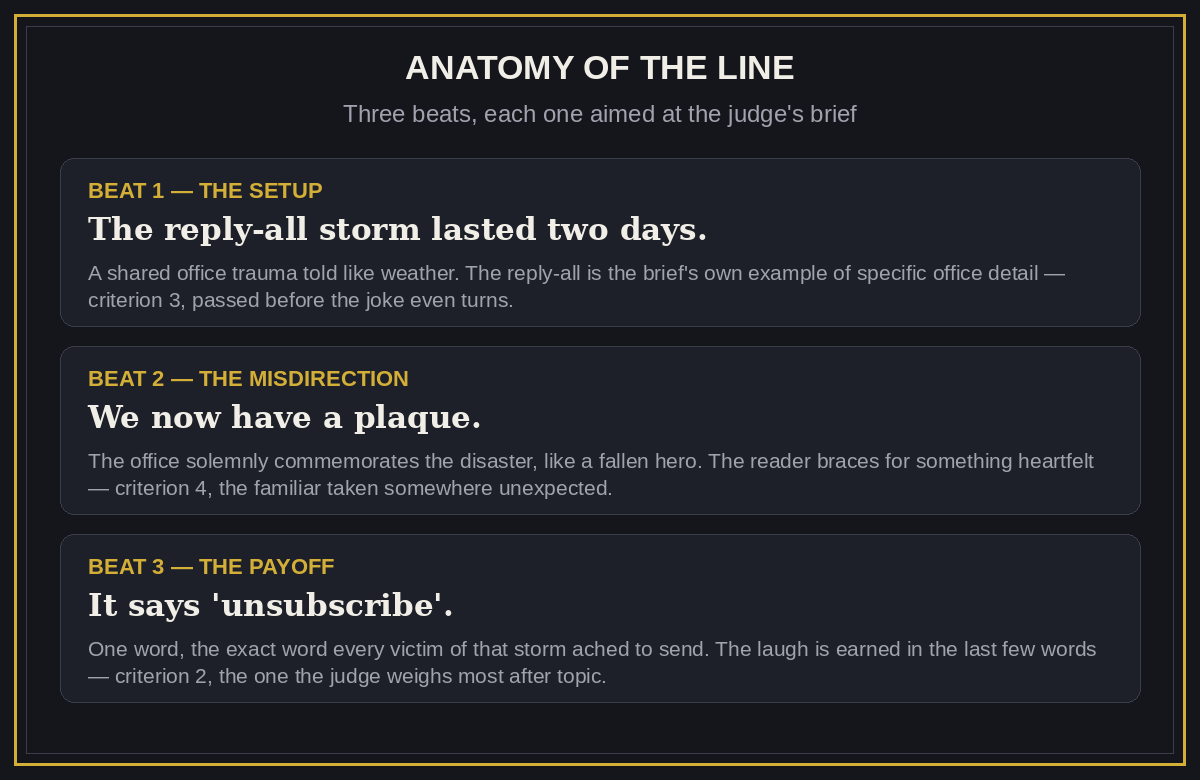 ANATOMY OF THE LINE
Three beats, each one aimed at the judge's brief
BEAT 1 — THE SETUP
The reply-all storm lasted two days.
A shared office trauma told like weather. The reply-all is the brief's own example of specific office detail —
criterion 3, passed before the joke even turns.
BEAT 2 — THE MISDIRECTION
We now have a plaque.
The office solemnly commemorates the disaster, like a fallen hero. The reader braces for something heartfelt
— criterion 4, the familiar taken somewhere unexpected.
BEAT 3 — THE PAYOFF
It says 'unsubscribe'.
One word, the exact word every victim of that storm ached to send. The laugh is earned in the last few words
— criterion 2, the one the judge weighs most after topic.